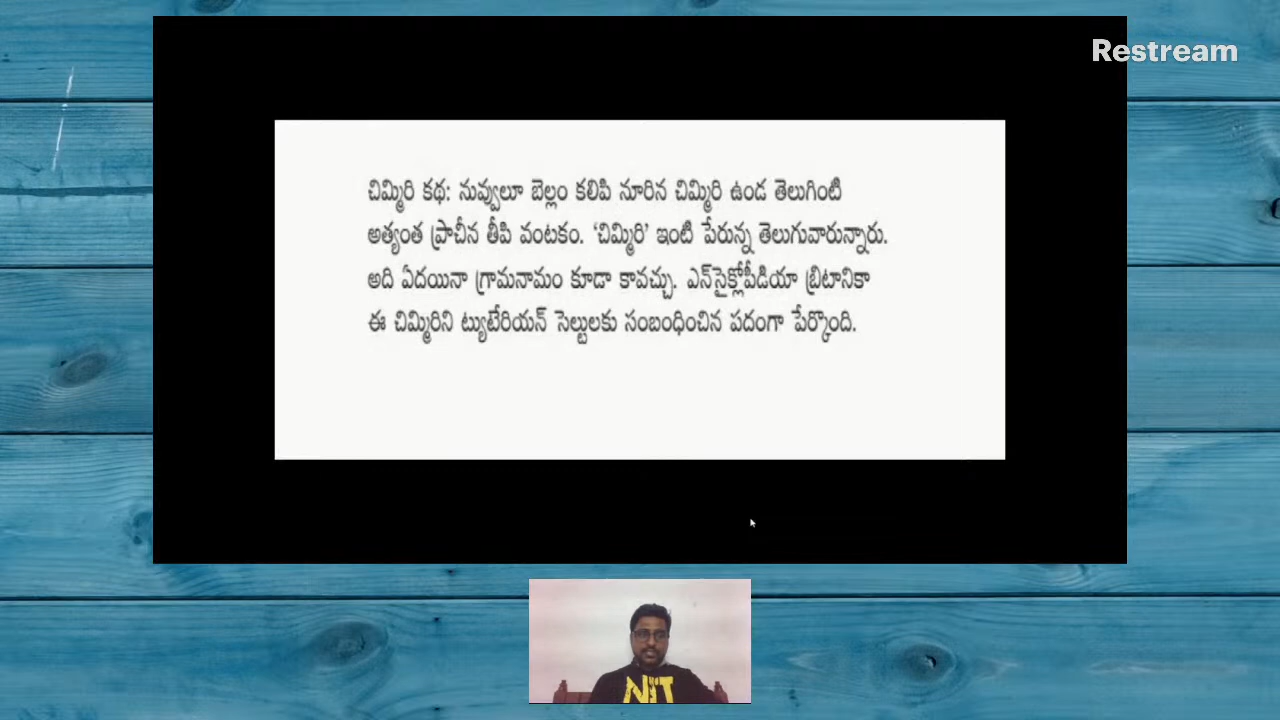 Restream
చిమ్మిరి కథ: నువ్వులూ బెల్లం కలిపి నూరిన చిమ్మిరి ఉండ తెలుగింటి
అత్యంత ప్రాచీన తీపి వంటకం. ‘చిమ్మిరి’ ఇంటి పేరున్న తెలుగువారున్నారు.
అది ఏదయినా గ్రామనామం కూడా కావచ్చు. ఎన్‌సైక్లోపీడియా బ్రిటానికా
ఈ చిమ్మిరిని ట్యుటేరియన్ సెల్టులకు సంబంధించిన పదంగా పేర్కొంది.
NIT